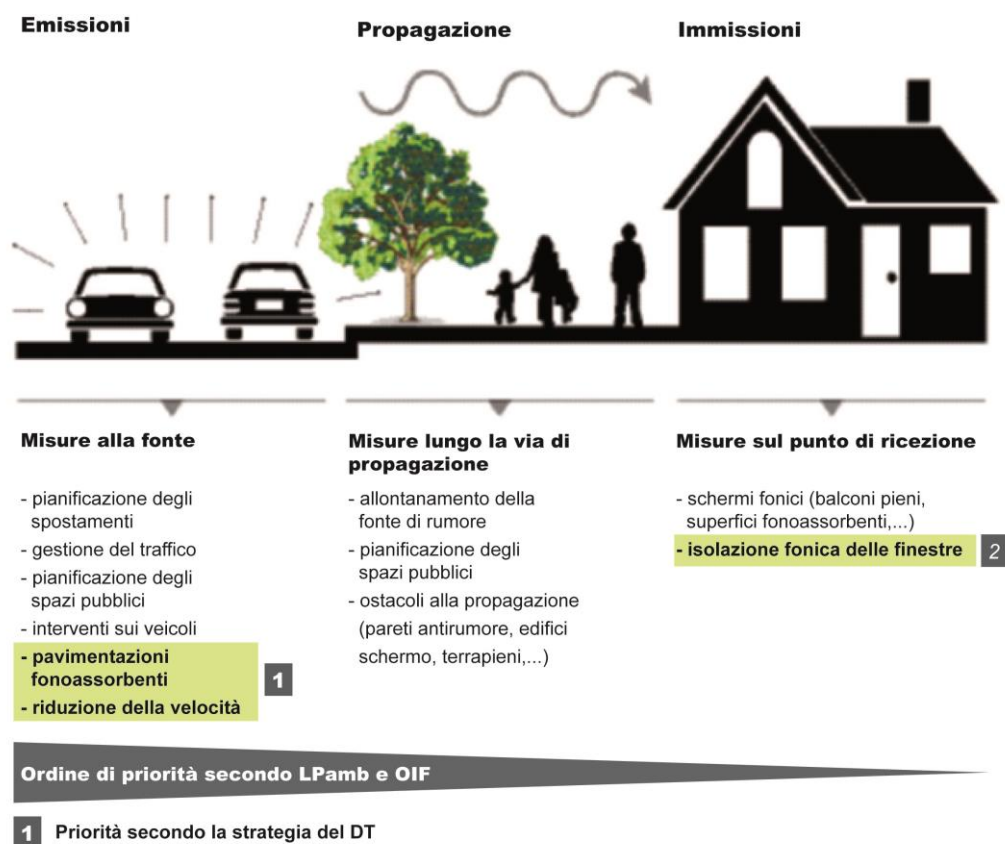 Emissioni
Propagazione
Immissioni
Misure alla fonte
- pianificazione degli
spostamenti
- gestione del traffico
- pianificazione degli
spazi pubblici
- interventi sui veicoli
- pavimentazioni
fonoassorbenti
- riduzione della velocità
1
Misure lungo la via di
propagazione
- allontanamento della
fonte di rumore
- pianificazione degli
spazi pubblici
- ostacoli alla propagazione
(pareti antirumore, edifici
schermo, terrapieni,...)
Misure sul punto di ricezione
- schermi fonici (balconi pieni,
superfici fonoassorbenti,...)
- isolazione fonica delle finestre
2
Ordine di priorità secondo LPamb e OIF
1 Priorità secondo la strategia del DT